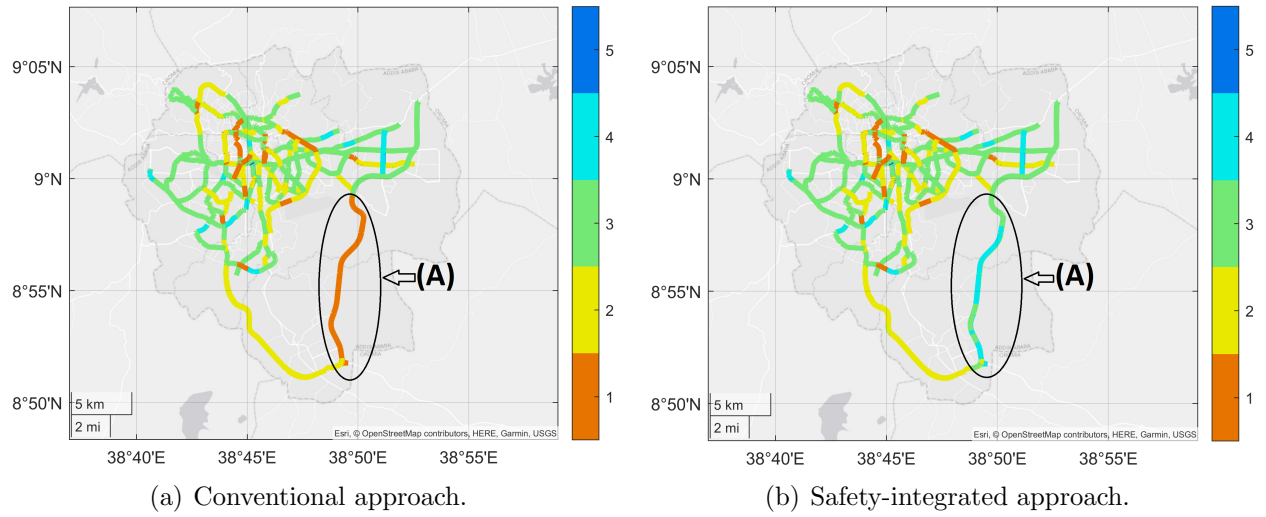 9°05'N
9°N
8°55'N
8°50'N
38°40'E
38°45'E
38°50'E
38°55'E
5 km
2 mi
Esri, © OpenStreetMap contributors, HERE, Garmin, USGS
(A)
5
4
3
2
1
(a) Conventional approach.
9°05'N
9°N
8°55'N
8°50'N
38°40'E
38°45'E
38°50'E
38°55'E
5 km
2 mi
Esri, © OpenStreetMap contributors, HERE, Garmin, USGS
(A)
5
4
3
2
1
(b) Safety-integrated approach.